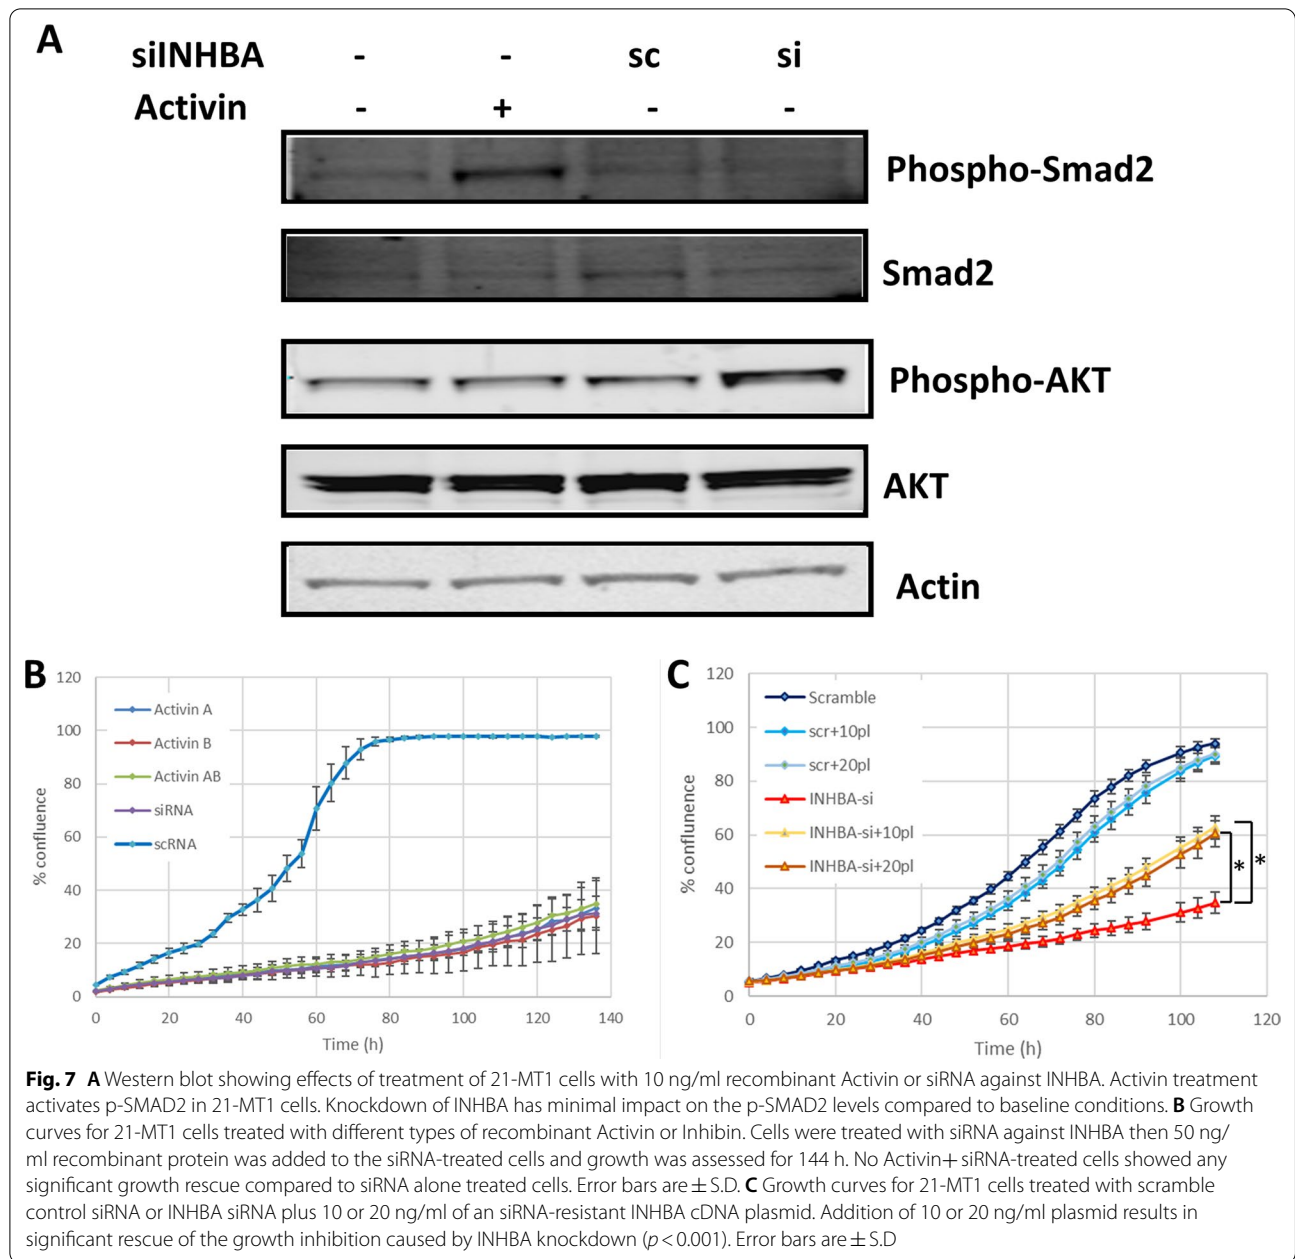 A
siINHBA - - sc si
Activin - + - -
Phospho-Smad2
Smad2
Phospho-AKT
AKT
Actin
B
120
100
80
60
40
20
0
% confluence
Activin A
Activin B
Activin AB
siRNA
scRNA
0 20 40 60 80 100 120 140
Time (h)
C
120
100
80
60
40
20
0
% conflunence
Scramble
scr+10pl
scr+20pl
INHBA-si
INHBA-si+10pl
INHBA-si+20pl
* *
0 20 40 60 80 100 120
Time (h)
Fig. 7 A Western blot showing effects of treatment of 21-MT1 cells with 10 ng/ml recombinant Activin or siRNA against INHBA. Activin treatment
activates p-SMAD2 in 21-MT1 cells. Knockdown of INHBA has minimal impact on the p-SMAD2 levels compared to baseline conditions. B Growth
curves for 21-MT1 cells treated with different types of recombinant Activin or Inhibin. Cells were treated with siRNA against INHBA then 50 ng/
ml recombinant protein was added to the siRNA-treated cells and growth was assessed for 144 h. No Activin+ siRNA-treated cells showed any
significant growth rescue compared to siRNA alone treated cells. Error bars are ± S.D. C Growth curves for 21-MT1 cells treated with scramble
control siRNA or INHBA siRNA plus 10 or 20 ng/ml of an siRNA-resistant INHBA cDNA plasmid. Addition of 10 or 20 ng/ml plasmid results in
significant rescue of the growth inhibition caused by INHBA knockdown (p < 0.001). Error bars are ± S.D